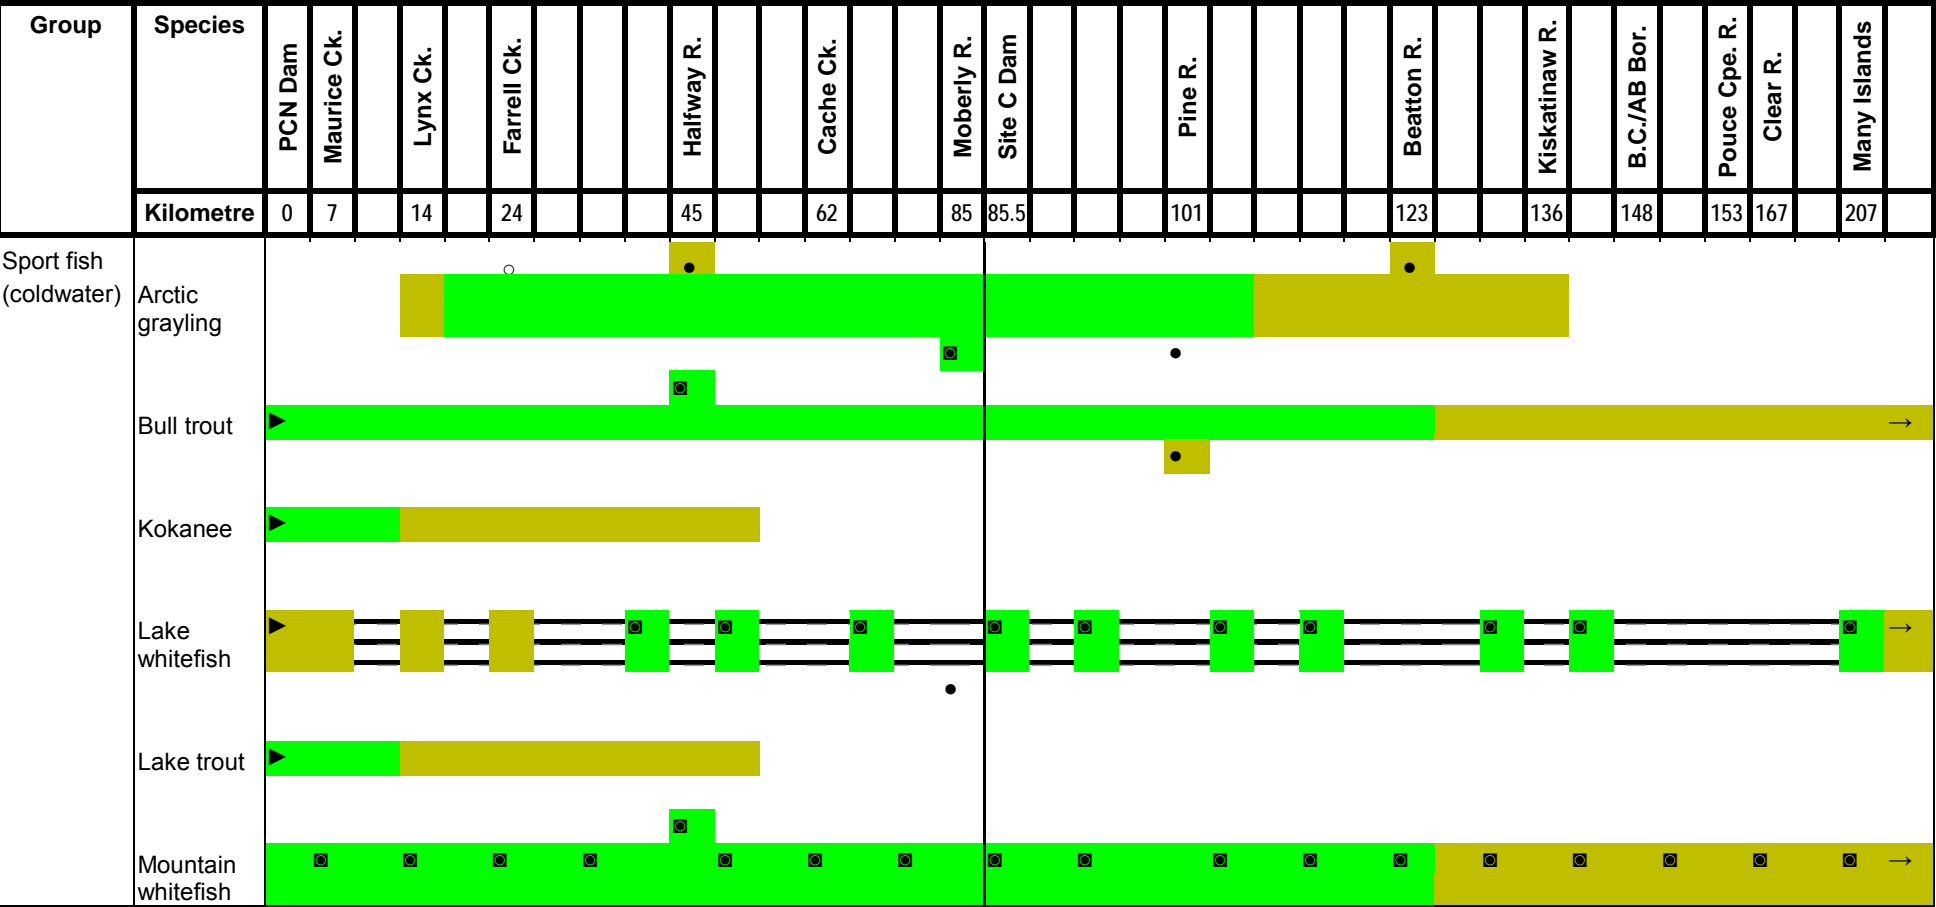 Group
Species
PCN Dam
Maurice Ck.
Lynx Ck.
Farrell Ck.
Halfway R.
Cache Ck.
Moberly R.
Site C Dam
Pine R.
Beatton R.
Kiskatinaw R.
B.C./AB Bor.
Pouce Cpe. R.
Clear R.
Many Islands
Kilometre 0 7 14 24 45 62 85 85.5 101 123 136 148 153 167 207
Sport fish
(coldwater)
Arctic
grayling
Bull trout
Kokanee
Lake
whitefish
Lake trout
Mountain
whitefish